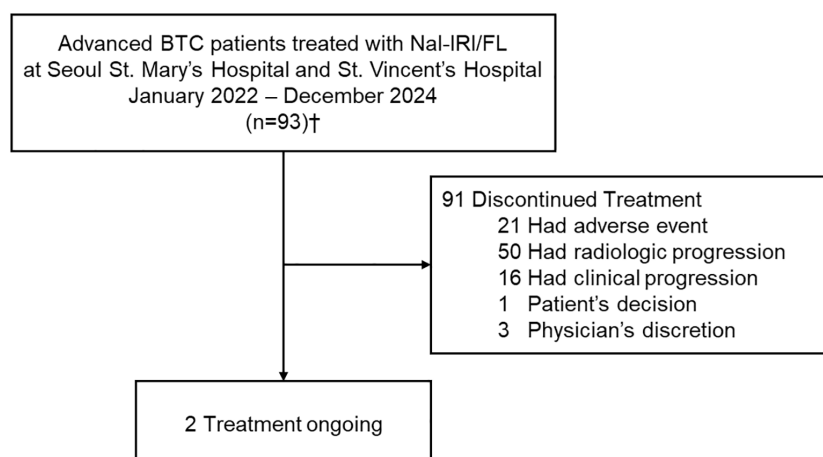 Advanced BTC patients treated with Nal-IRI/FL
at Seoul St. Mary's Hospital and St. Vincent's Hospital
January 2022 – December 2024
(n=93)†
91 Discontinued Treatment
21 Had adverse event
50 Had radiologic progression
16 Had clinical progression
1 Patient's decision
3 Physician's discretion
2 Treatment ongoing